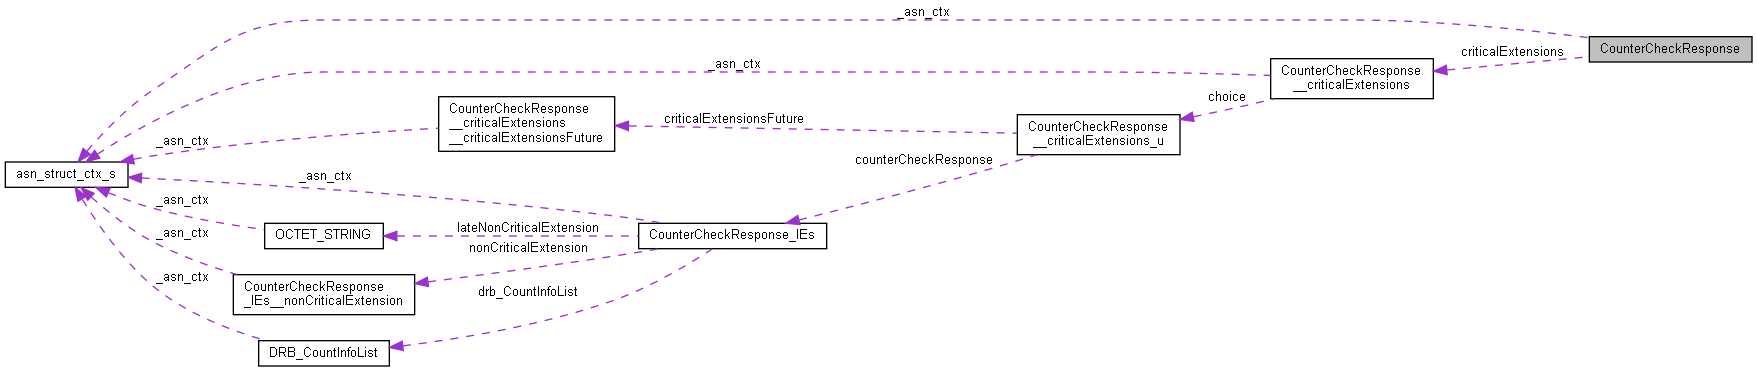 _asn_ctx
CounterCheckResponse
criticalExtensions
_asn_ctx
CounterCheckResponse
__criticalExtensions
choice
CounterCheckResponse
__criticalExtensions
__criticalExtensionsFuture
criticalExtensionsFuture
CounterCheckResponse
__criticalExtensions_u
_asn_ctx
counterCheckResponse
asn_struct_ctx_s
_asn_ctx
_asn_ctx
OCTET_STRING
lateNonCriticalExtension
CounterCheckResponse_IEs
_asn_ctx
nonCriticalExtension
CounterCheckResponse
_IEs__nonCriticalExtension
_asn_ctx
drb_CountInfoList
DRB_CountInfoList